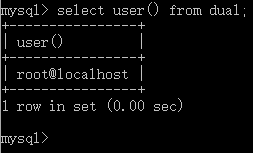 mysql> select user() from dual;
+----------------+
| user()         |
+----------------+
| root@localhost |
+----------------+
1 row in set (0.00 sec)
mysql>